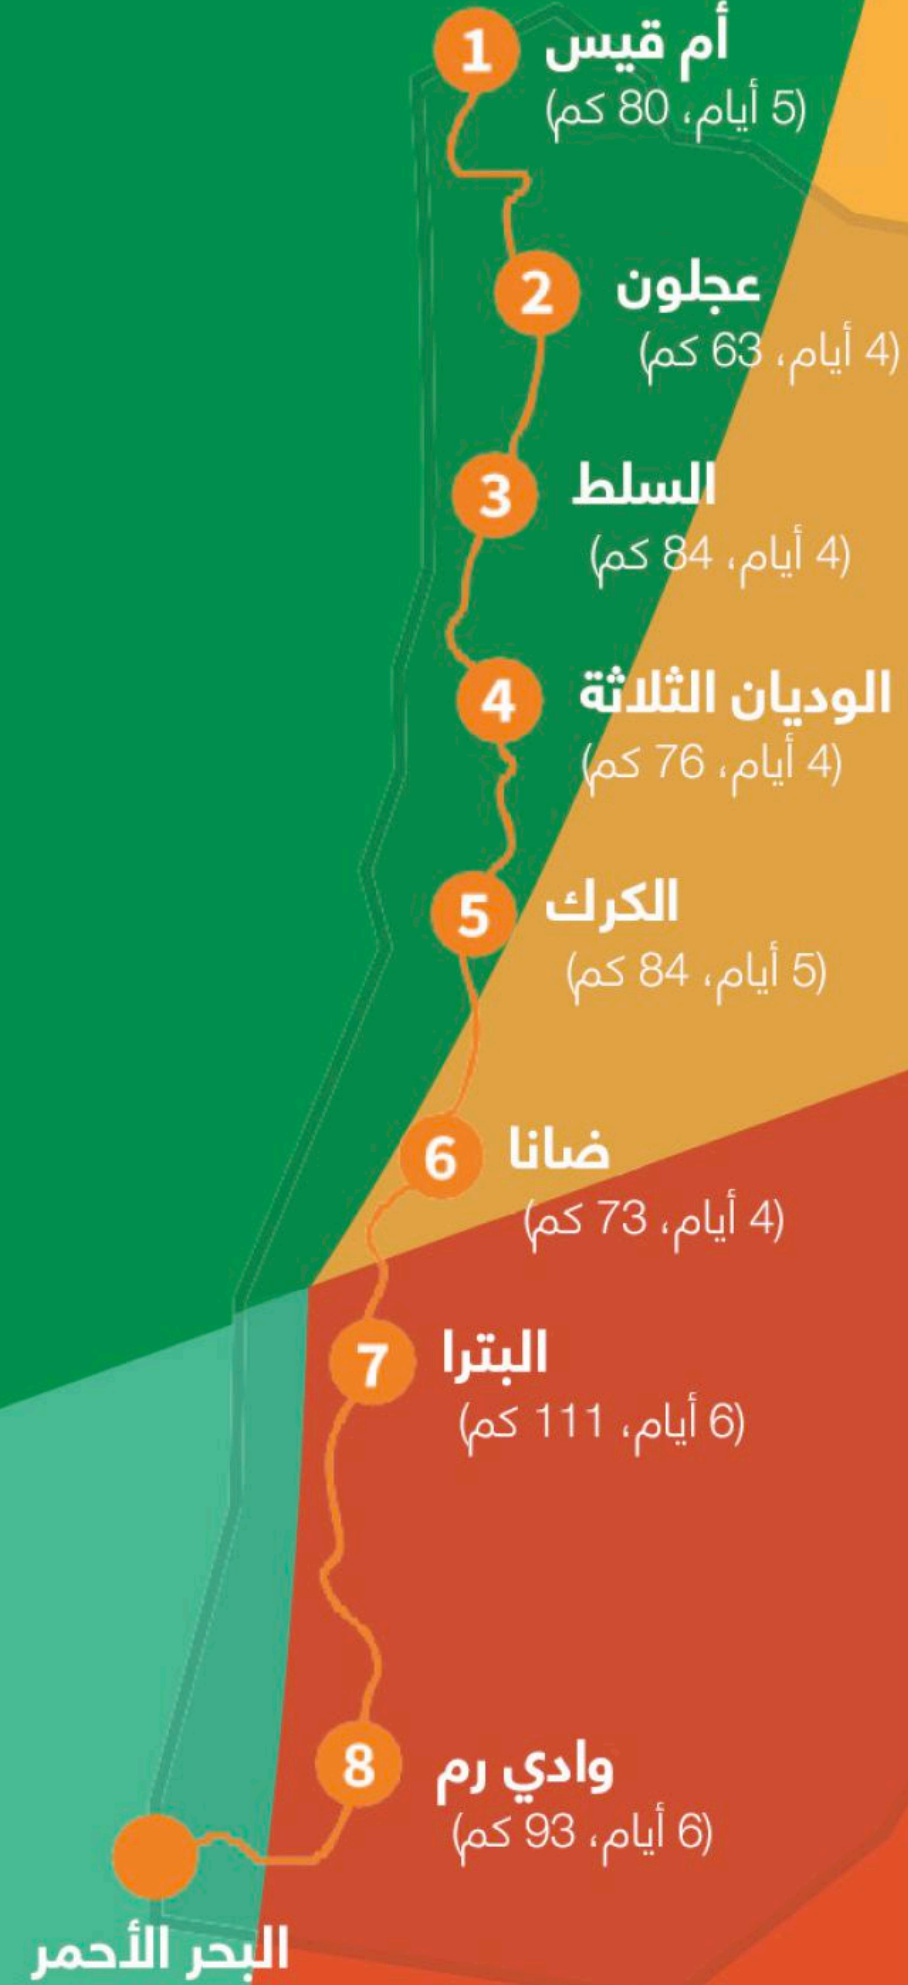 1
أم قيس
(5 أيام، 80 كم)
2
عجلون
(4 أيام، 63 كم)
3
السلط
(4 أيام، 84 كم)
4
الوديان الثلاثة
(4 أيام، 76 كم)
5
الكرك
(5 أيام، 84 كم)
6
ضانا
(4 أيام، 73 كم)
7
البترا
(6 أيام، 111 كم)
8
وادي رم
(6 أيام، 93 كم)
البحر الأحمر